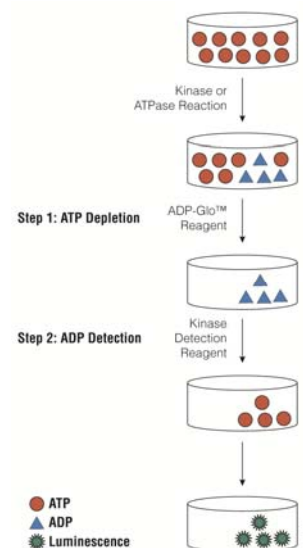 Kinase or
ATPase Reaction
Step 1: ATP Depletion
ADP-Glo™
Reagent
Step 2: ADP Detection
Kinase
Detection
Reagent
ATP
ADP
Luminescence